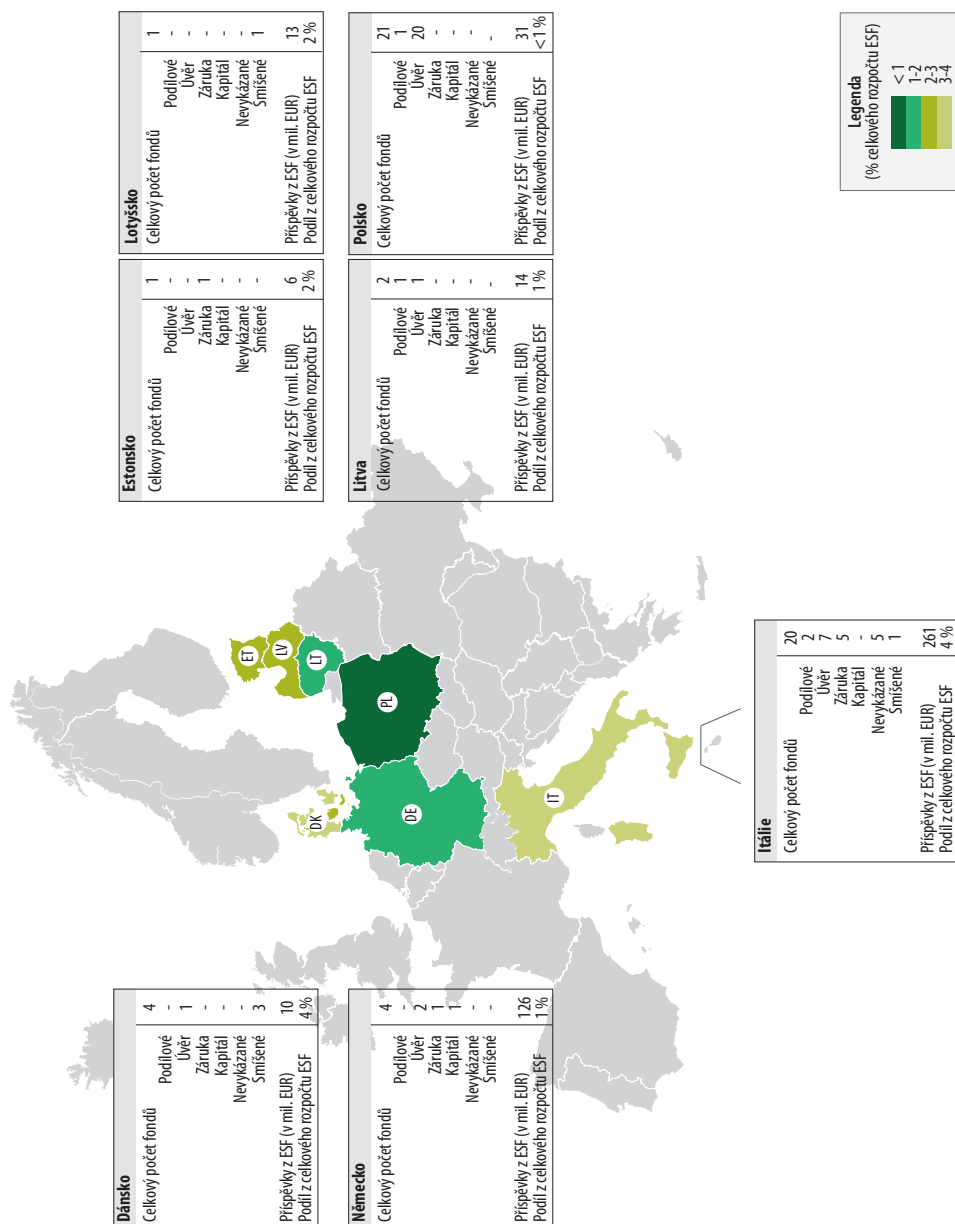 Dánsko
Celkový počet fondů 4
Podílové -
Úvěr 1
Záruka -
Kapitál -
Nevykázané -
Smíšené 3
Příspěvky z ESF (v mil. EUR) 10
Podíl z celkového rozpočtu ESF 4 %
Německo
Celkový počet fondů 4
Podílové -
Úvěr 2
Záruka 1
Kapitál 1
Nevykázané -
Smíšené -
Příspěvky z ESF (v mil. EUR) 126
Podíl z celkového rozpočtu ESF 1 %
Estonsko
Celkový počet fondů 1
Podílové -
Úvěr -
Záruka 1
Kapitál -
Nevykázané -
Smíšené -
Příspěvky z ESF (v mil. EUR) 6
Podíl z celkového rozpočtu ESF 2 %
Lotyšsko
Celkový počet fondů 1
Podílové -
Úvěr -
Záruka -
Kapitál -
Nevykázané -
Smíšené 1
Příspěvky z ESF (v mil. EUR) 13
Podíl z celkového rozpočtu ESF 2 %
Litva
Celkový počet fondů 2
Podílové 1
Úvěr 1
Záruka -
Kapitál -
Nevykázané -
Smíšené -
Příspěvky z ESF (v mil. EUR) 14
Podíl z celkového rozpočtu ESF 1 %
Polsko
Celkový počet fondů 21
Podílové 1
Úvěr 20
Záruka -
Kapitál -
Nevykázané -
Smíšené -
Příspěvky z ESF (v mil. EUR) 31
Podíl z celkového rozpočtu ESF <1 %
ET
LV
LT
DK
PL
DE
IT
Itálie
Celkový počet fondů 20
Podílové 2
Úvěr 7
Záruka 5
Kapitál -
Nevykázané 5
Smíšené 1
Příspěvky z ESF (v mil. EUR) 261
Podíl z celkového rozpočtu ESF 4 %
Legenda
(% celkového rozpočtu ESF)
< 1
1-2
2-3
3-4